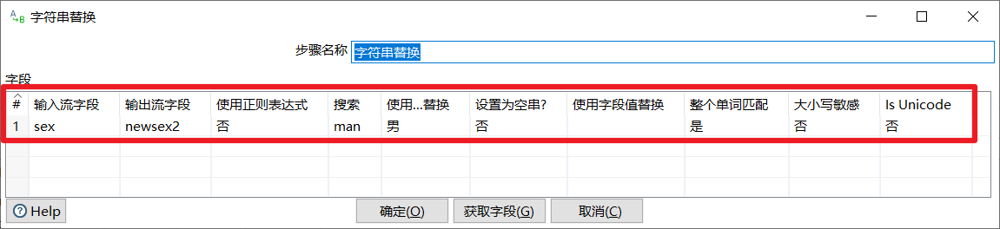 字符串替换
步骤名称 字符串替换
字段
# 输入流字段 输出流字段 使用正则表达式 搜索 使用...替换 设置为空串? 使用字段值替换 整个单词匹配 大小写敏感 Is Unicode
1 sex newsex2 否 man 男 否 是 否 否
Help 确定(O) 获取字段(G) 取消(C)